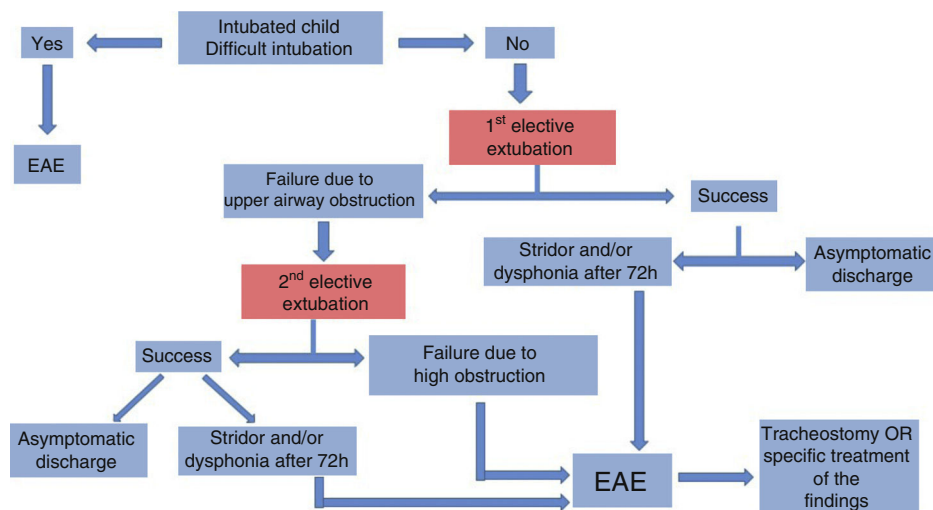 Intubated child
Difficult intubation
Yes
No
EAE
1st elective
extubation
Failure due to
upper airway obstruction
Success
Stridor and/or
dysphonia after 72h
Asymptomatic
discharge
2nd elective
extubation
Success
Failure due to
high obstruction
Asymptomatic
discharge
Stridor and/or
dysphonia after 72h
EAE
Tracheostomy OR
specific treatment
of the
findings